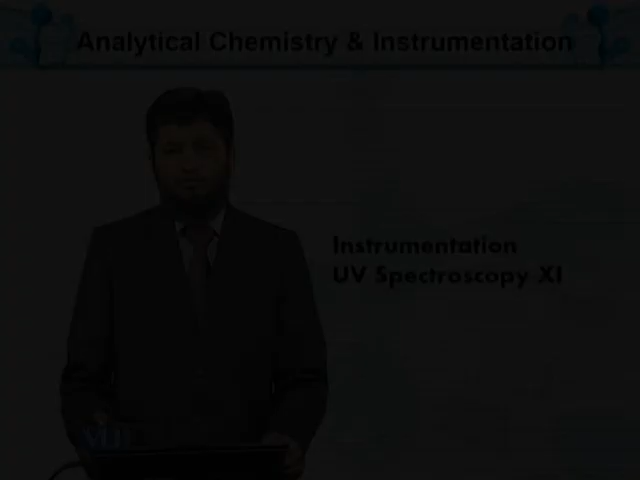 Analytical Chemistry & Instrumentation
Instrumentation
UV Spectroscopy XI